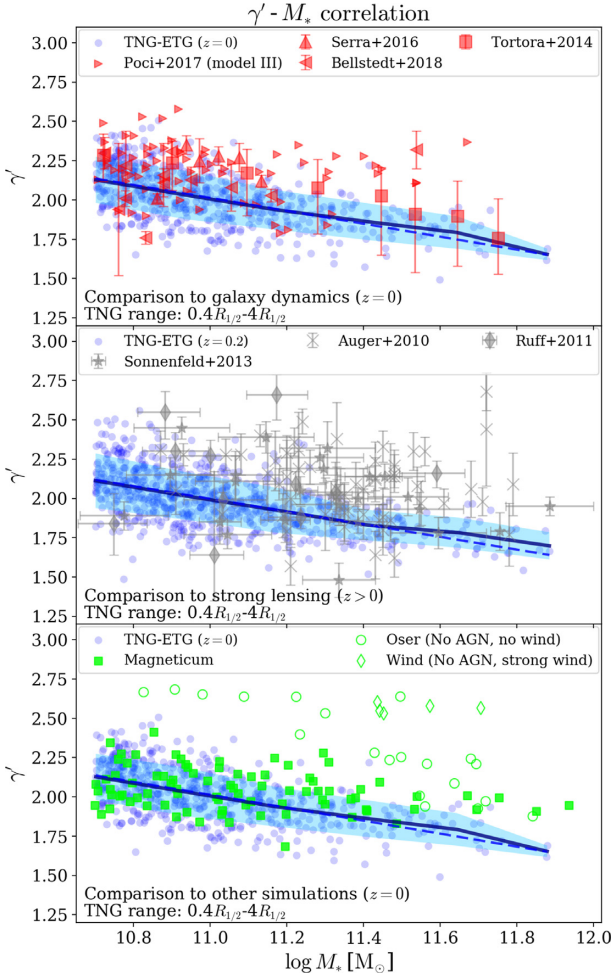 γ′ - M* correlation
3.00
2.75
2.50
2.25
2.00
1.75
1.50
1.25
γ′
TNG-ETG (z=0)
Serra+2016
Tortora+2014
Poci+2017 (model III)
Bellstedt+2018
Comparison to galaxy dynamics (z=0)
TNG range: 0.4R1/2-4R1/2
3.00
2.75
2.50
2.25
2.00
1.75
1.50
1.25
γ′
TNG-ETG (z=0.2)
Auger+2010
Ruff+2011
Sonnenfeld+2013
Comparison to strong lensing (z>0)
TNG range: 0.4R1/2-4R1/2
3.00
2.75
2.50
2.25
2.00
1.75
1.50
1.25
γ′
TNG-ETG (z=0)
Oser (No AGN, no wind)
Magneticum
Wind (No AGN, strong wind)
Comparison to other simulations (z=0)
TNG range: 0.4R1/2-4R1/2
10.8 11.0 11.2 11.4 11.6 11.8 12.0
log M* [M⊙]